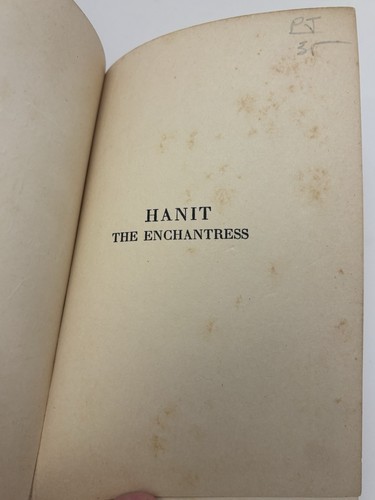 PJ
35
HANIT
THE ENCHANTRESS